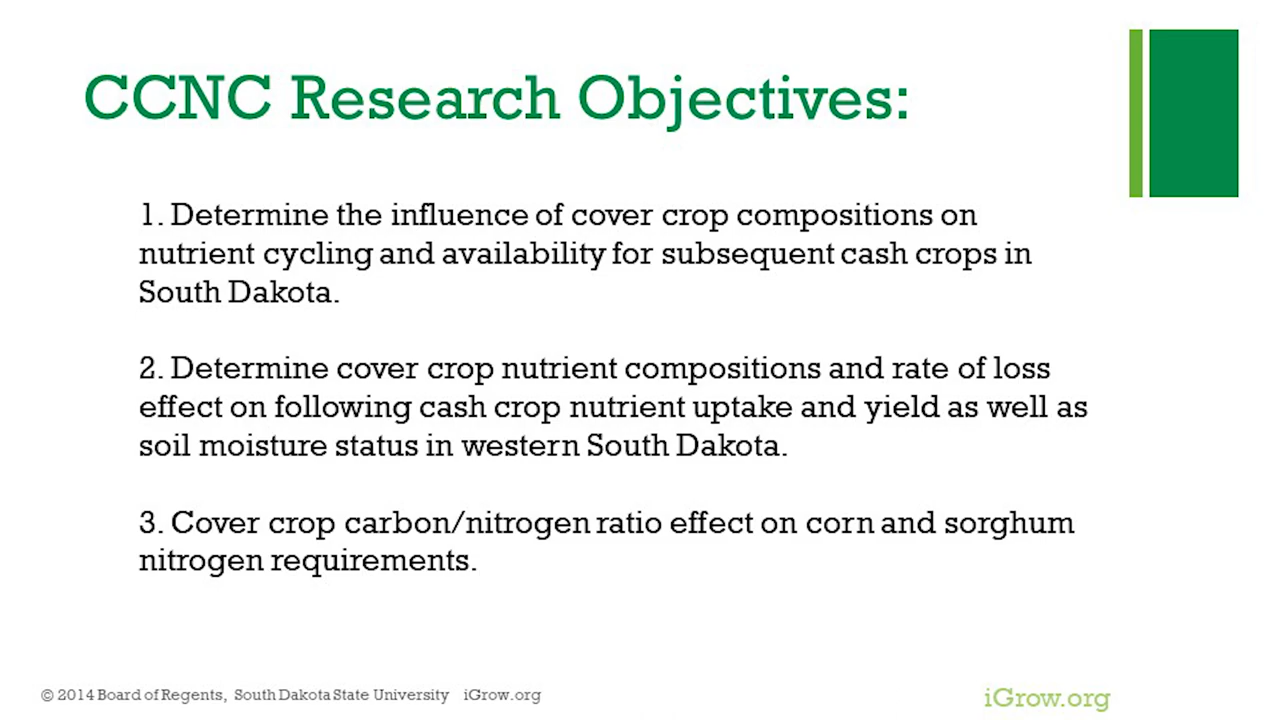 CCNC Research Objectives:
1. Determine the influence of cover crop compositions on
nutrient cycling and availability for subsequent cash crops in
South Dakota.
2. Determine cover crop nutrient compositions and rate of loss
effect on following cash crop nutrient uptake and yield as well as
soil moisture status in western South Dakota.
3. Cover crop carbon/nitrogen ratio effect on corn and sorghum
nitrogen requirements.
© 2014 Board of Regents, South Dakota State University iGrow.org
iGrow.org